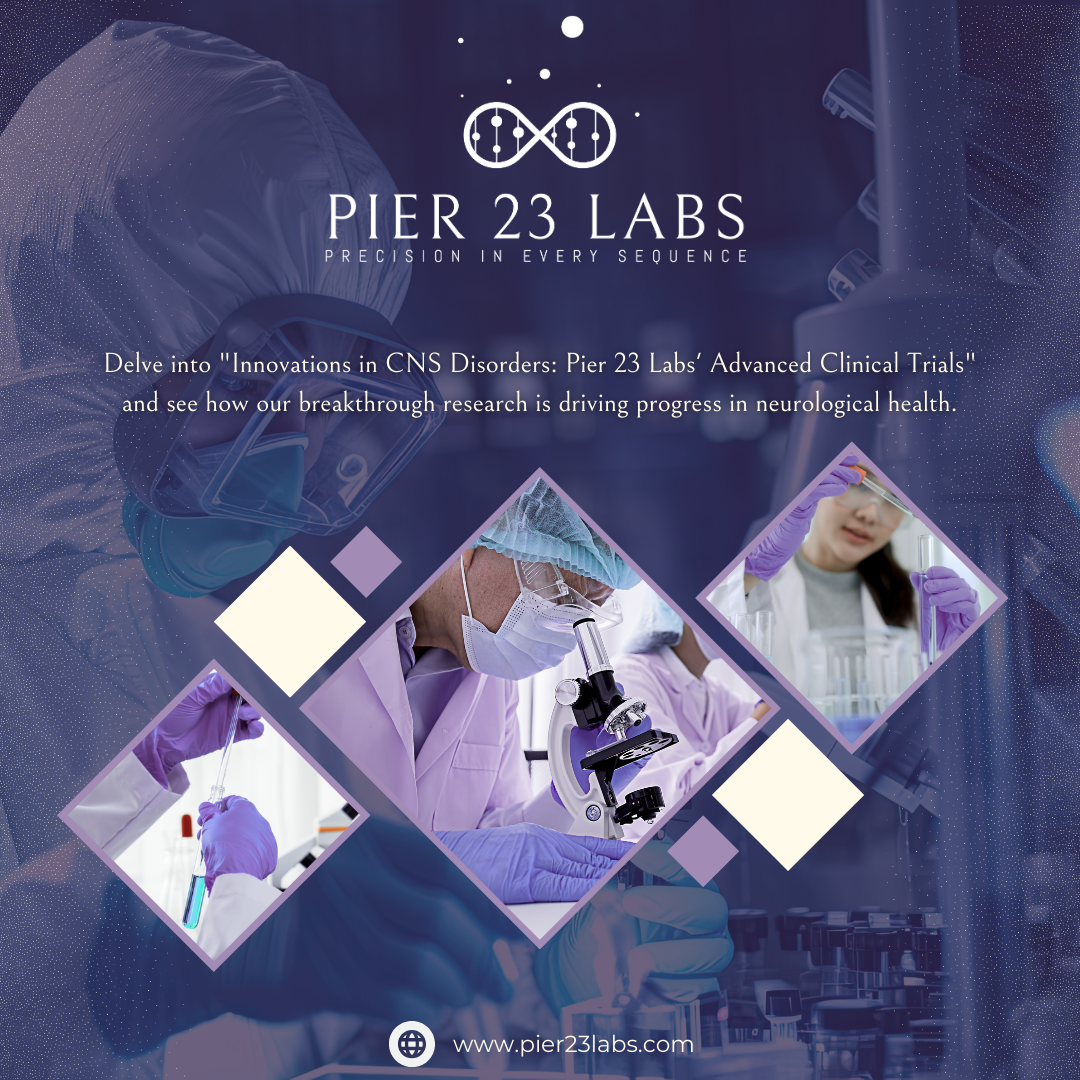 PIER 23 LABS
PRECISION IN EVERY SEQUENCE
Delve into "Innovations in CNS Disorders: Pier 23 Labs' Advanced Clinical Trials"
and see how our breakthrough research is driving progress in neurological health.
www.pier23labs.com